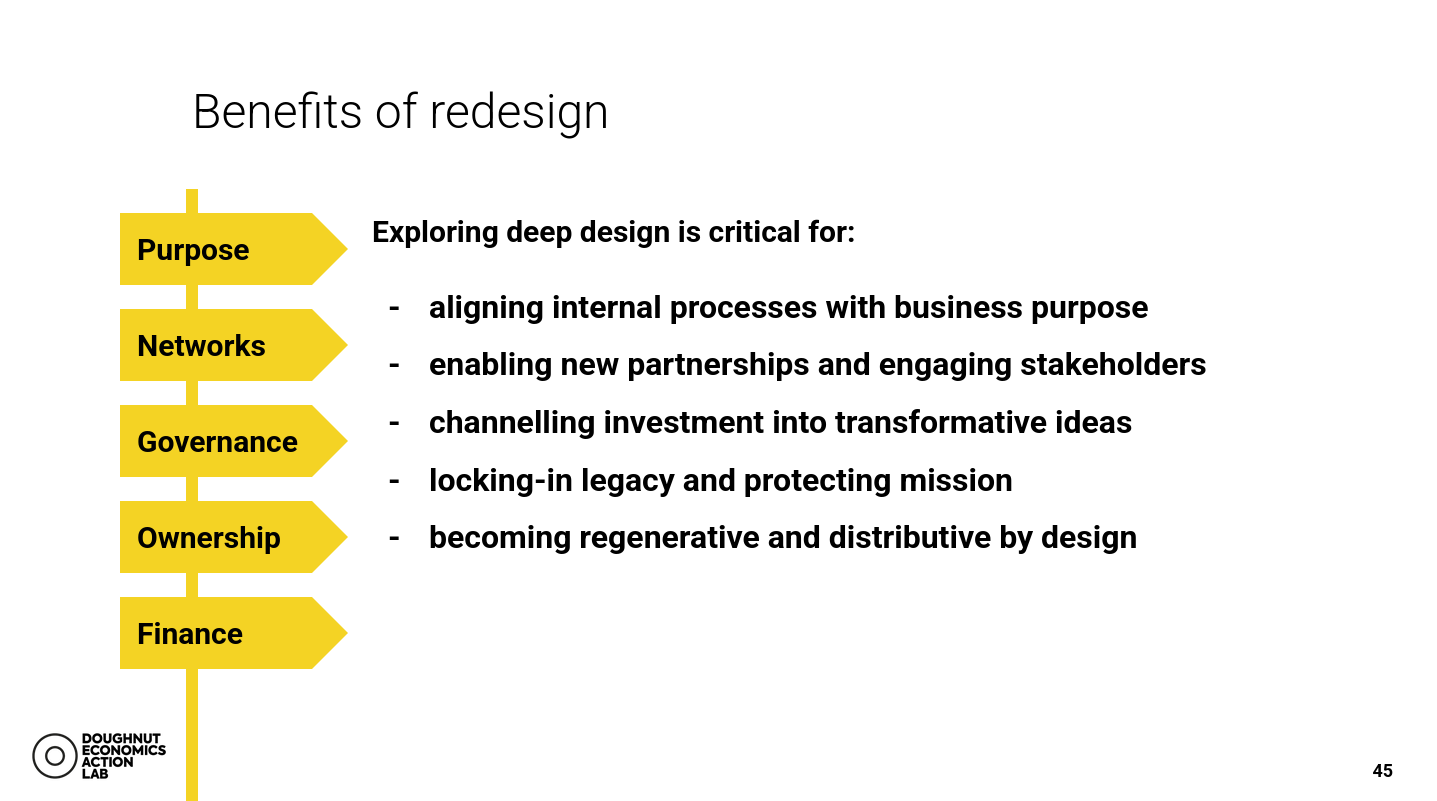 Benefits of redesign
Purpose
Networks
Governance
Ownership
Finance
Exploring deep design is critical for:
- aligning internal processes with business purpose
- enabling new partnerships and engaging stakeholders
- channelling investment into transformative ideas
- locking-in legacy and protecting mission
- becoming regenerative and distributive by design
DOUGHNUT
ECONOMICS
ACTION
LAB
45